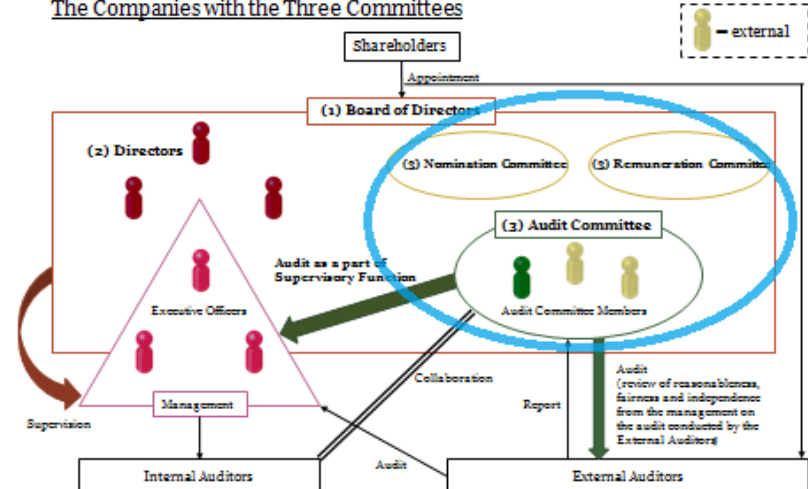 The Companies with the Three Committees
= external
Shareholders
Appointment
(1) Board of Directors
(2) Directors
(3) Nomination Committee
(3) Remuneration Committee
(3) Audit Committee
Audit as a part of
Supervisory Function
Executive Officers
Audit Committee Members
Management
Supervision
Collaboration
Report
Audit
(review of reasonableness,
fairness and independence
from the management on
the audit conducted by the
External Auditors)
Audit
Internal Auditors
External Auditors